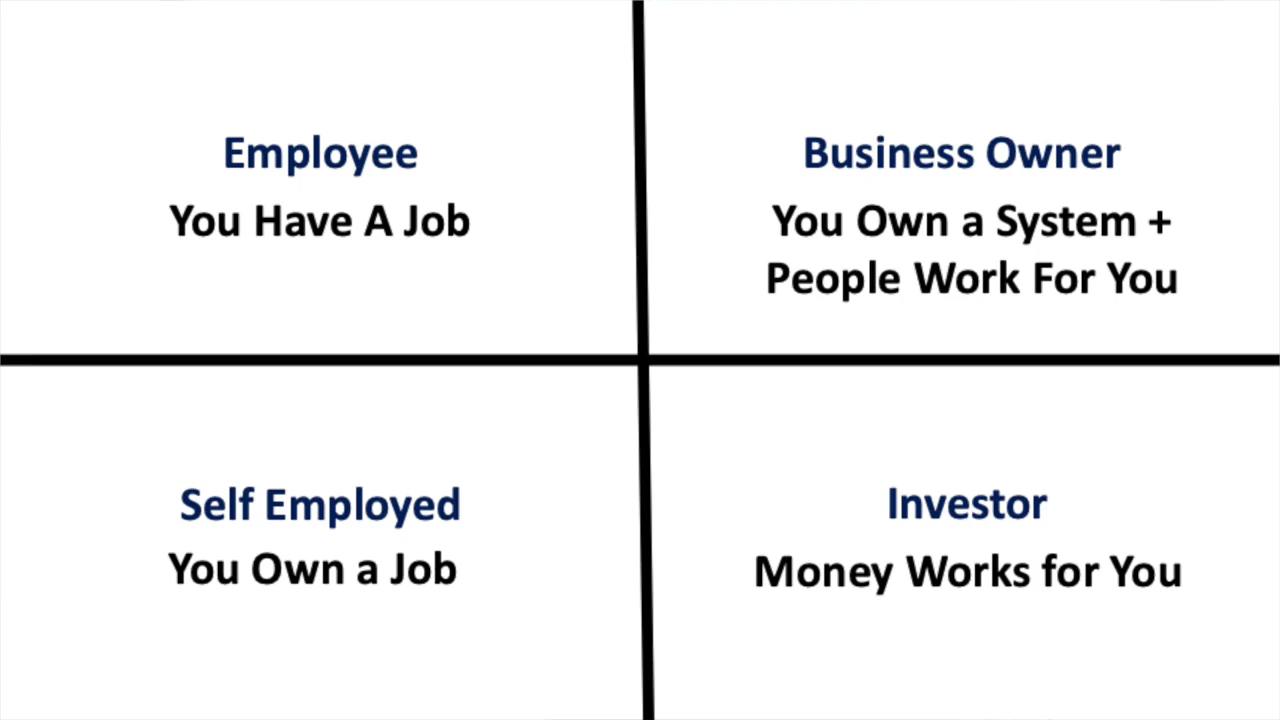 Employee
You Have A Job
Business Owner
You Own a System +
People Work For You
Self Employed
You Own a Job
Investor
Money Works for You